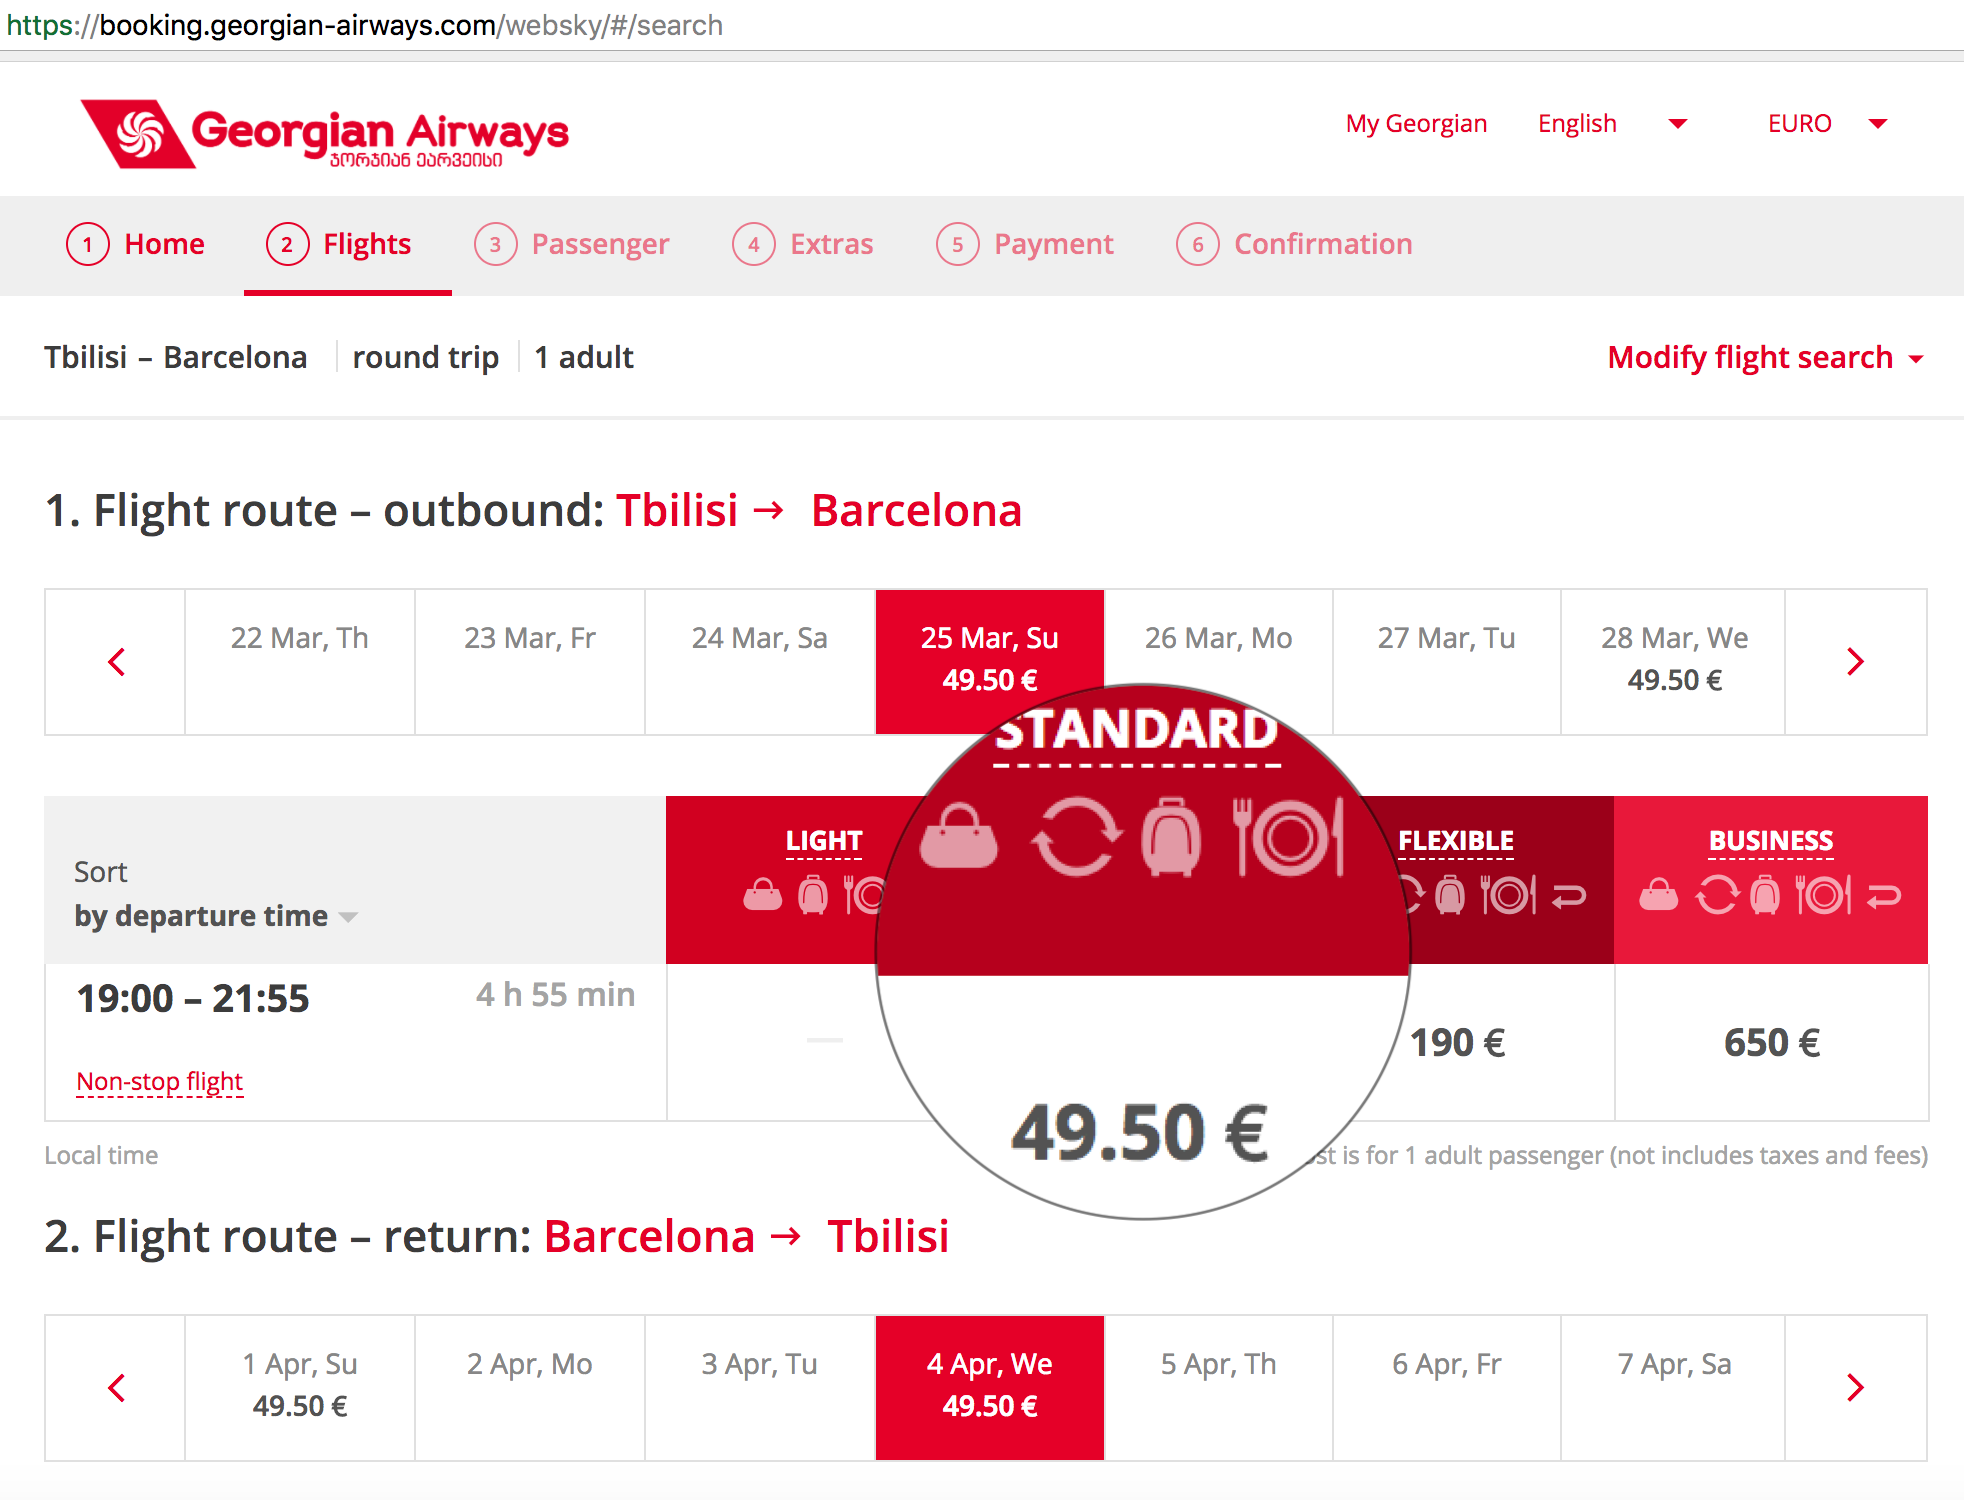 https://booking.georgian-airways.com/websky/#/search
Georgian Airways
ჯორჯიან ეარვეისი
My Georgian English EURO
1 Home 2 Flights 3 Passenger 4 Extras 5 Payment 6 Confirmation
Tbilisi – Barcelona round trip 1 adult Modify flight search
1. Flight route – outbound: Tbilisi → Barcelona
22 Mar, Th 23 Mar, Fr 24 Mar, Sa 25 Mar, Su 26 Mar, Mo 27 Mar, Tu 28 Mar, We
49.50 € 49.50 €
STANDARD
LIGHT FLEXIBLE BUSINESS
Sort
by departure time
19:00 – 21:55 4 h 55 min
190 € 650 €
Non-stop flight
49.50 €
Local time is for 1 adult passenger (not includes taxes and fees)
2. Flight route – return: Barcelona → Tbilisi
1 Apr, Su 2 Apr, Mo 3 Apr, Tu 4 Apr, We 5 Apr, Th 6 Apr, Fr 7 Apr, Sa
49.50 € 49.50 €